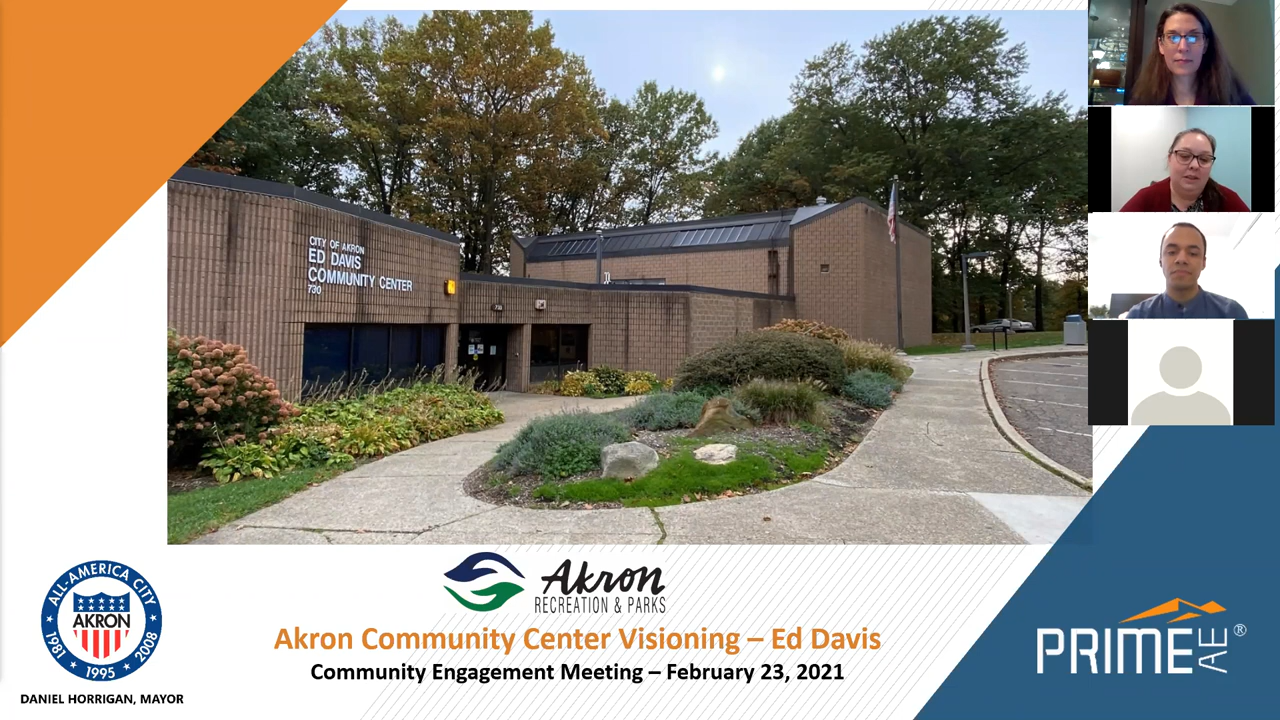 CITY OF AKRON
ED DAVIS
COMMUNITY CENTER
730
730
Akron
RECREATION & PARKS
Akron Community Center Visioning – Ed Davis
Community Engagement Meeting – February 23, 2021
ALL-AMERICA CITY
AKRON
1981 ★ 1995 ★ 2008
DANIEL HORRIGAN, MAYOR
PRIME AE®